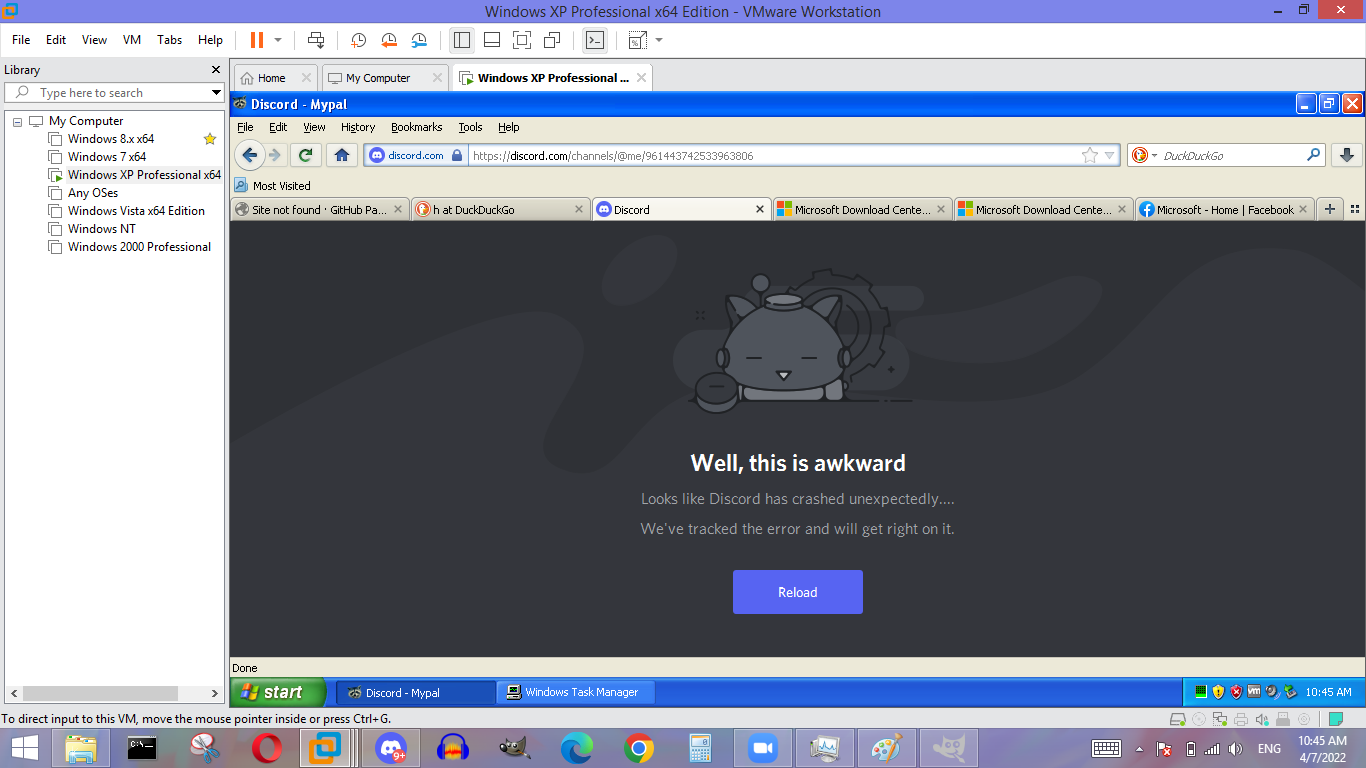 Windows XP Professional x64 Edition - VMware Workstation
File Edit View VM Tabs Help
Library
Type here to search
My Computer
Windows 8.x x64
Windows 7 x64
Windows XP Professional x64
Any OSes
Windows Vista x64 Edition
Windows NT
Windows 2000 Professional
Home
My Computer
Windows XP Professional ...
Discord - Mypal
File Edit View History Bookmarks Tools Help
discord.com
https://discord.com/channels/@me/961443742533963806
DuckDuckGo
Most Visited
Site not found · GitHub Pa...
h at DuckDuckGo
Discord
Microsoft Download Cente...
Microsoft Download Cente...
Microsoft - Home | Facebook
Well, this is awkward
Looks like Discord has crashed unexpectedly....
We've tracked the error and will get right on it.
Reload
Done
start
Discord - Mypal
Windows Task Manager
10:45 AM
To direct input to this VM, move the mouse pointer inside or press Ctrl+G.
C:\_
9+
ENG
10:45 AM
4/7/2022